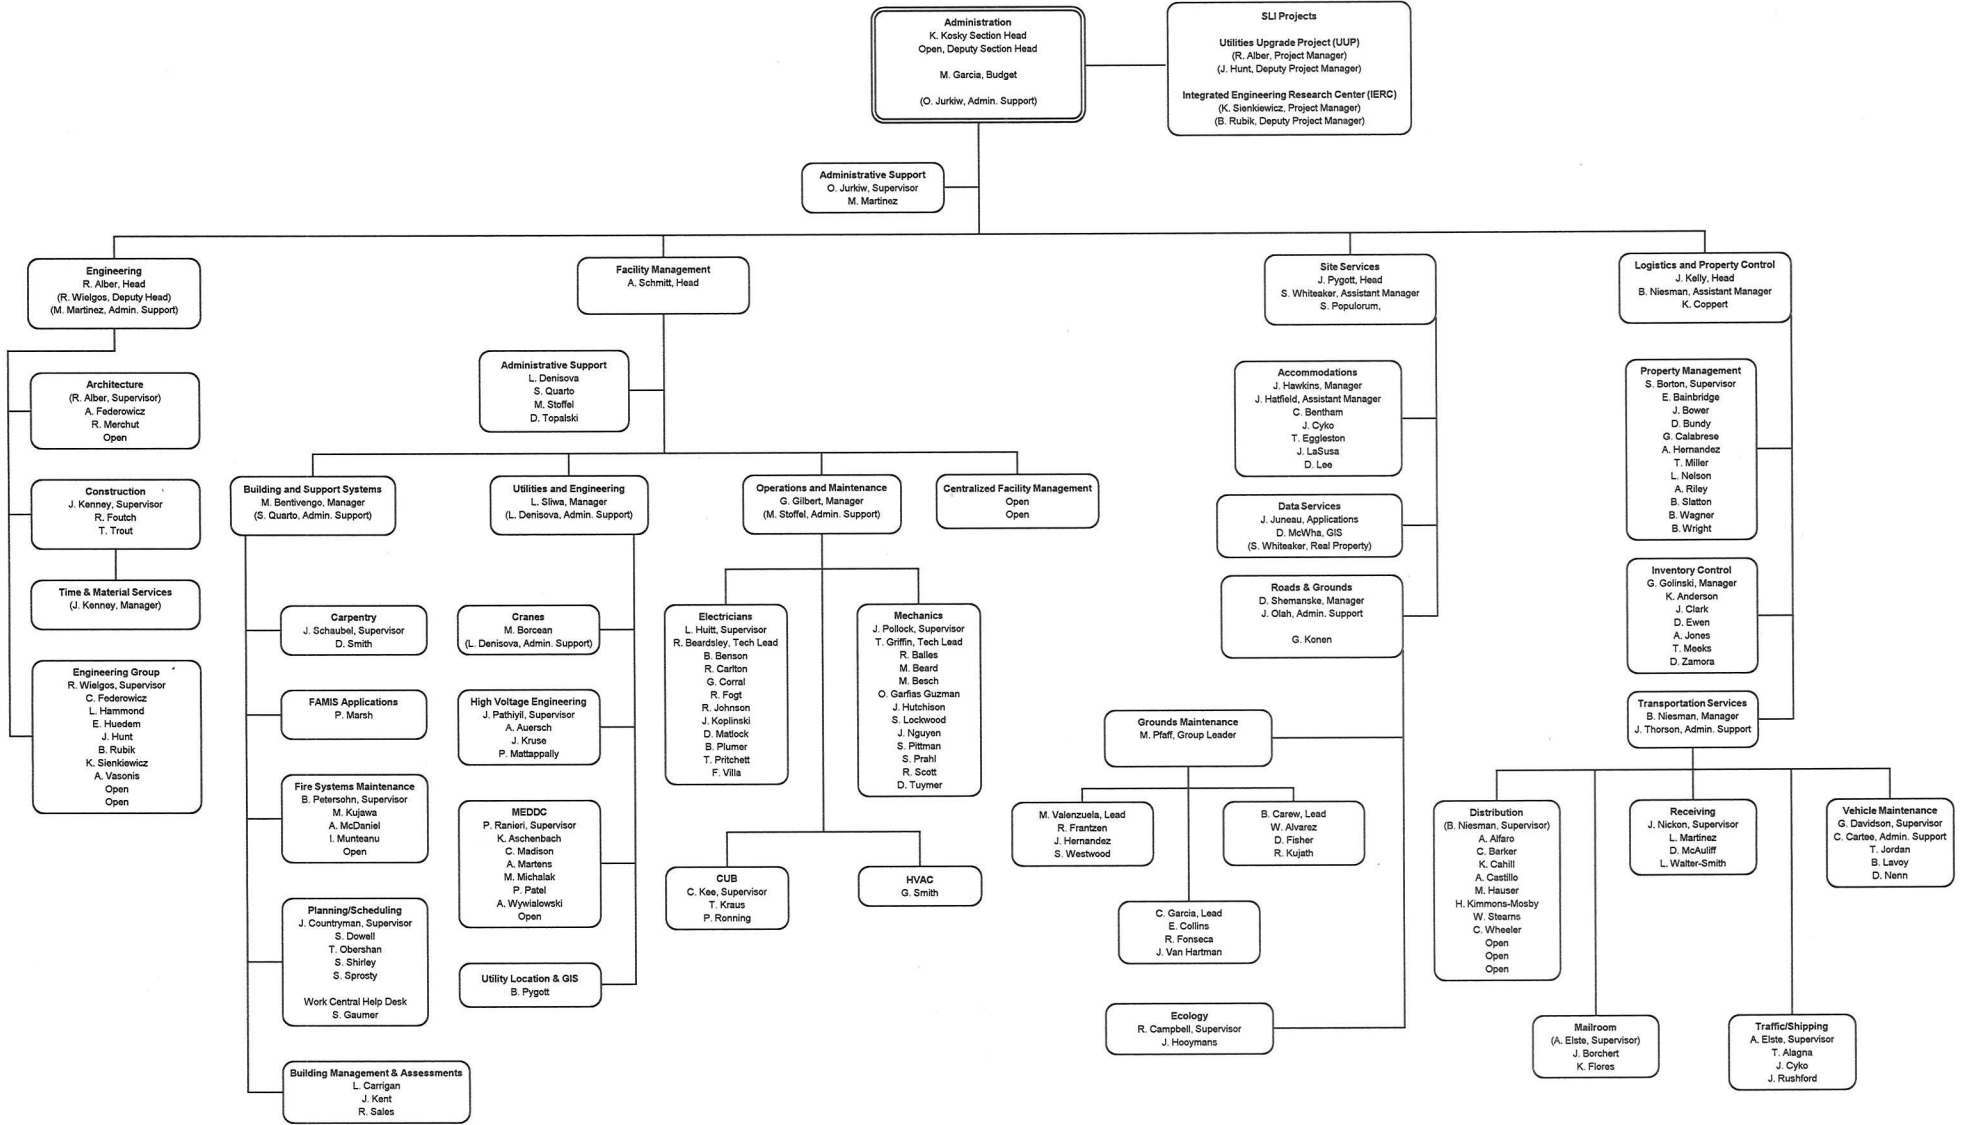 Administration
K. Kosky Section Head
Open, Deputy Section Head
M. Garcia, Budget
(O. Jurkiw, Admin. Support)
SLI Projects
Utilities Upgrade Project (UUP)
(R. Alber, Project Manager)
(J. Hunt, Deputy Project Manager)
Integrated Engineering Research Center (IERC)
(K. Sienkiewicz, Project Manager)
(B. Rubik, Deputy Project Manager)
Administrative Support
O. Jurkiw, Supervisor
M. Martinez
Engineering
R. Alber, Head
(R. Wielgos, Deputy Head)
(M. Martinez, Admin. Support)
Architecture
(R. Alber, Supervisor)
A. Federowicz
R. Merchut
Open
Construction
J. Kenney, Supervisor
R. Foutch
T. Trout
Time & Material Services
(J. Kenney, Manager)
Engineering Group
R. Wielgos, Supervisor
C. Federowicz
L. Hammond
E. Huedem
J. Hunt
B. Rubik
K. Sienkiewicz
A. Vasonis
Open
Open
Facility Management
A. Schmitt, Head
Administrative Support
L. Denisova
S. Quarto
M. Stoffel
D. Topalski
Building and Support Systems
M. Bentivengo, Manager
(S. Quarto, Admin. Support)
Carpentry
J. Schaubel, Supervisor
D. Smith
FAMIS Applications
P. Marsh
Fire Systems Maintenance
B. Petersohn, Supervisor
M. Kujawa
A. McDaniel
I. Munteanu
Open
Planning/Scheduling
J. Countryman, Supervisor
S. Dowell
T. Obershan
S. Shirley
S. Sprosty
Work Central Help Desk
S. Gaumer
Building Management & Assessments
L. Carrigan
J. Kent
R. Sales
Utilities and Engineering
L. Sliwa, Manager
(L. Denisova, Admin. Support)
Cranes
M. Borcean
(L. Denisova, Admin. Support)
High Voltage Engineering
J. Pathiyil, Supervisor
A. Auersch
J. Kruse
P. Mattappally
MEDDC
P. Ranieri, Supervisor
K. Aschenbach
C. Madison
A. Martens
M. Michalak
P. Patel
A. Wywialowski
Open
Utility Location & GIS
B. Pygott
Operations and Maintenance
G. Gilbert, Manager
(M. Stoffel, Admin. Support)
Electricians
L. Huitt, Supervisor
R. Beardsley, Tech Lead
B. Benson
R. Carlton
G. Corral
R. Fogt
R. Johnson
J. Koplinski
D. Matlock
B. Plumer
T. Pritchett
F. Villa
Mechanics
J. Pollock, Supervisor
T. Griffin, Tech Lead
R. Balles
M. Beard
M. Besch
O. Garfias Guzman
J. Hutchison
S. Lockwood
J. Nguyen
S. Pittman
S. Prahl
R. Scott
D. Tuymer
CUB
C. Kee, Supervisor
T. Kraus
P. Ronning
HVAC
G. Smith
Centralized Facility Management
Open
Open
Site Services
J. Pygott, Head
S. Whiteaker, Assistant Manager
S. Populorum,
Accommodations
J. Hawkins, Manager
J. Hatfield, Assistant Manager
C. Bentham
J. Cyko
T. Eggleston
J. LaSusa
D. Lee
Data Services
J. Juneau, Applications
D. McWha, GIS
(S. Whiteaker, Real Property)
Roads & Grounds
D. Shemanske, Manager
J. Olah, Admin. Support
G. Konen
Grounds Maintenance
M. Pfaff, Group Leader
M. Valenzuela, Lead
R. Frantzen
J. Hernandez
S. Westwood
B. Carew, Lead
W. Alvarez
D. Fisher
R. Kujath
C. Garcia, Lead
E. Collins
R. Fonseca
J. Van Hartman
Ecology
R. Campbell, Supervisor
J. Hooymans
Logistics and Property Control
J. Kelly, Head
B. Niesman, Assistant Manager
K. Coppert
Property Management
S. Borton, Supervisor
E. Bainbridge
J. Bower
D. Bundy
G. Calabrese
A. Hernandez
T. Miller
L. Nelson
A. Riley
B. Slatton
B. Wagner
B. Wright
Inventory Control
G. Golinski, Manager
K. Anderson
J. Clark
D. Ewen
A. Jones
T. Meeks
D. Zamora
Transportation Services
B. Niesman, Manager
J. Thorson, Admin. Support
Distribution
(B. Niesman, Supervisor)
A. Alfaro
C. Barker
K. Cahill
A. Castillo
M. Hauser
H. Kimmons-Mosby
W. Stearns
C. Wheeler
Open
Open
Open
Receiving
J. Nickon, Supervisor
L. Martinez
D. McAuliff
L. Walter-Smith
Vehicle Maintenance
G. Davidson, Supervisor
C. Cartee, Admin. Support
T. Jordan
B. Lavoy
D. Nenn
Mailroom
(A. Elste, Supervisor)
J. Borchert
K. Flores
Traffic/Shipping
A. Elste, Supervisor
T. Alagna
J. Cyko
J. Rushford